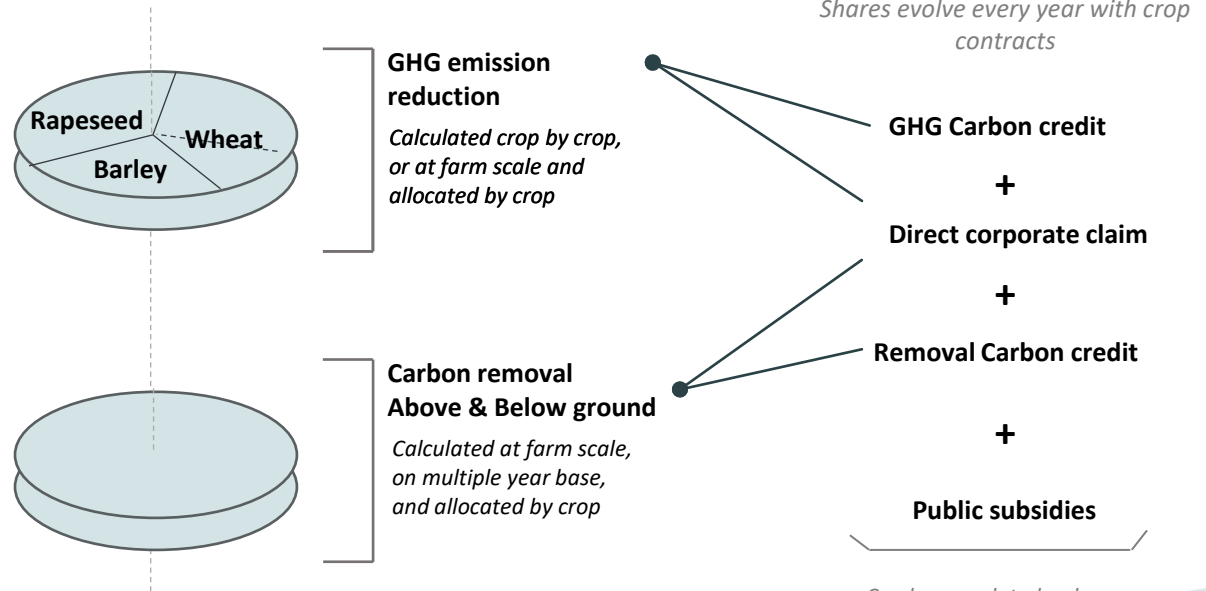 Shares evolve every year with crop
contracts
GHG emission
reduction
Calculated crop by crop,
or at farm scale and
allocated by crop
Rapeseed
Wheat
Barley
GHG Carbon credit
+
Direct corporate claim
+
Removal Carbon credit
+
Public subsidies
Carbon removal
Above & Below ground
Calculated at farm scale,
on multiple year base,
and allocated by crop